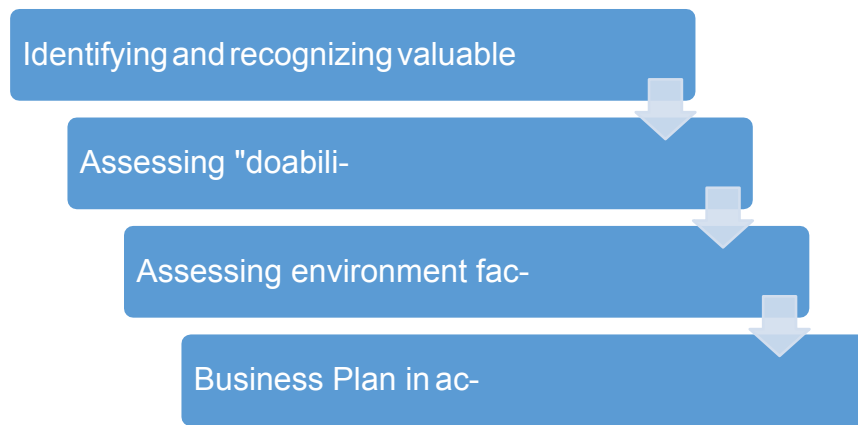 Identifying and recognizing valuable
Assessing "doabili-
Assessing environment fac-
Business Plan in ac-